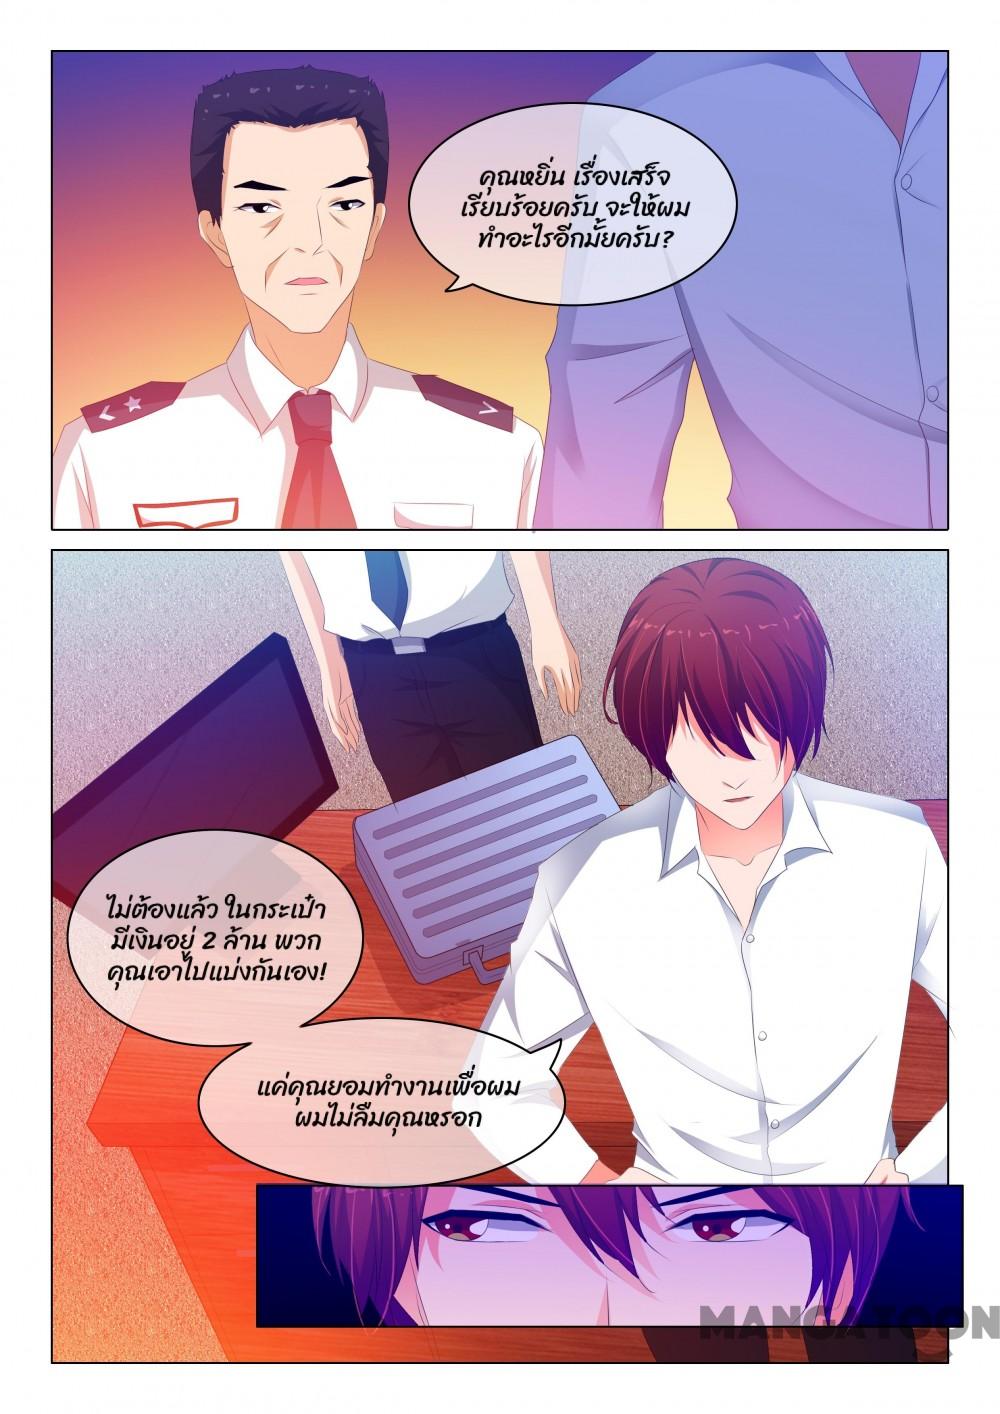 คุณหยิ่น เรื่องเสร็จ
เรียบร้อยครับ จะให้ผม
ทำอะไรอีกมั้ยครับ?
ไม่ต้องแล้ว ในกระเป๋า
มีเงินอยู่ 2 ล้าน พวก
คุณเอาไปแบ่งกันเอง!
แค่คุณยอมทำงานเพื่อผม
ผมไม่ลืมคุณหรอก
MANGATOON